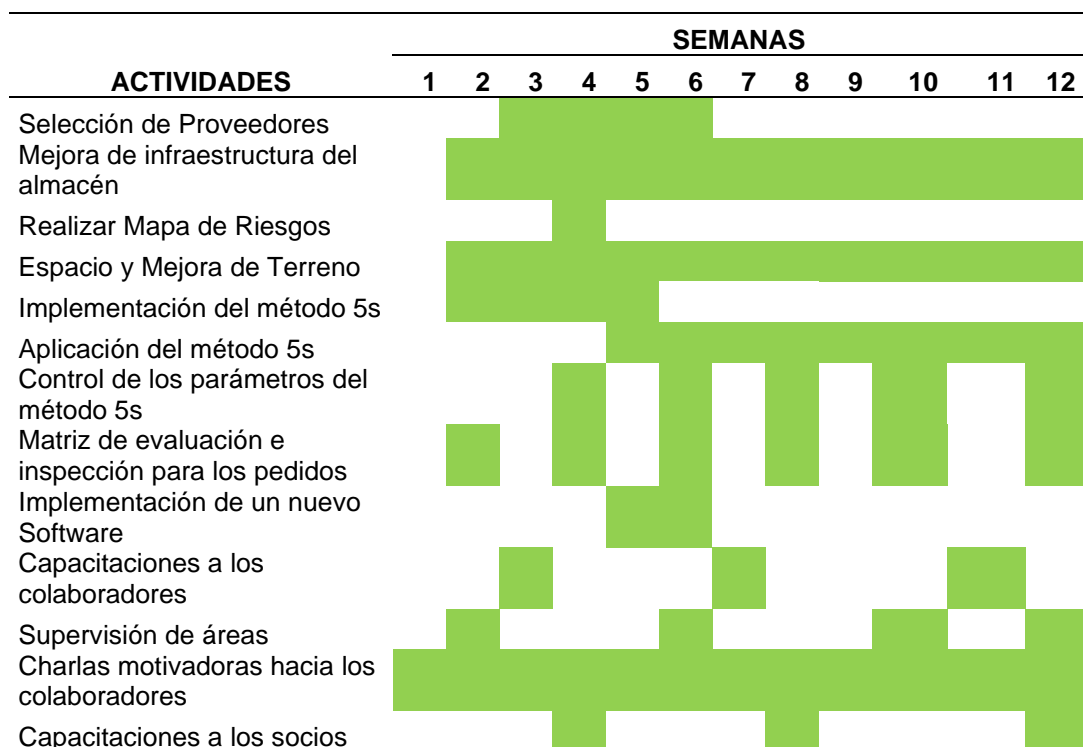 SEMANAS
ACTIVIDADES 1 2 3 4 5 6 7 8 9 10 11 12
Selección de Proveedores
Mejora de infraestructura del
almacén
Realizar Mapa de Riesgos
Espacio y Mejora de Terreno
Implementación del método 5s
Aplicación del método 5s
Control de los parámetros del
método 5s
Matriz de evaluación e
inspección para los pedidos
Implementación de un nuevo
Software
Capacitaciones a los
colaboradores
Supervisión de áreas
Charlas motivadoras hacia los
colaboradores
Capacitaciones a los socios